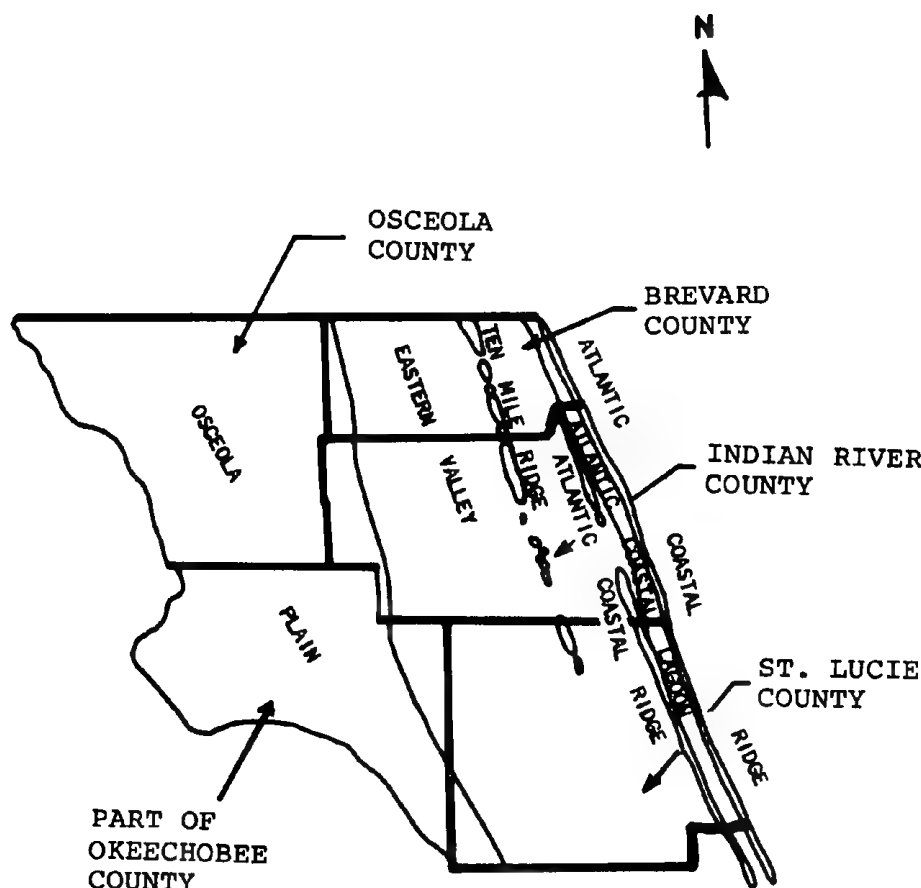 N
OSCEOLA
COUNTY
BREVARD
COUNTY
TEN MILE RIDGE
ATLANTIC COASTAL RIDGE
EASTERN VALLEY
OSCEOLA PLAIN
ATLANTIC COASTAL LAGOON
ATLANTIC COASTAL RIDGE
INDIAN RIVER
COUNTY
ST. LUCIE
COUNTY
PART OF
OKEECHOBEE
COUNTY